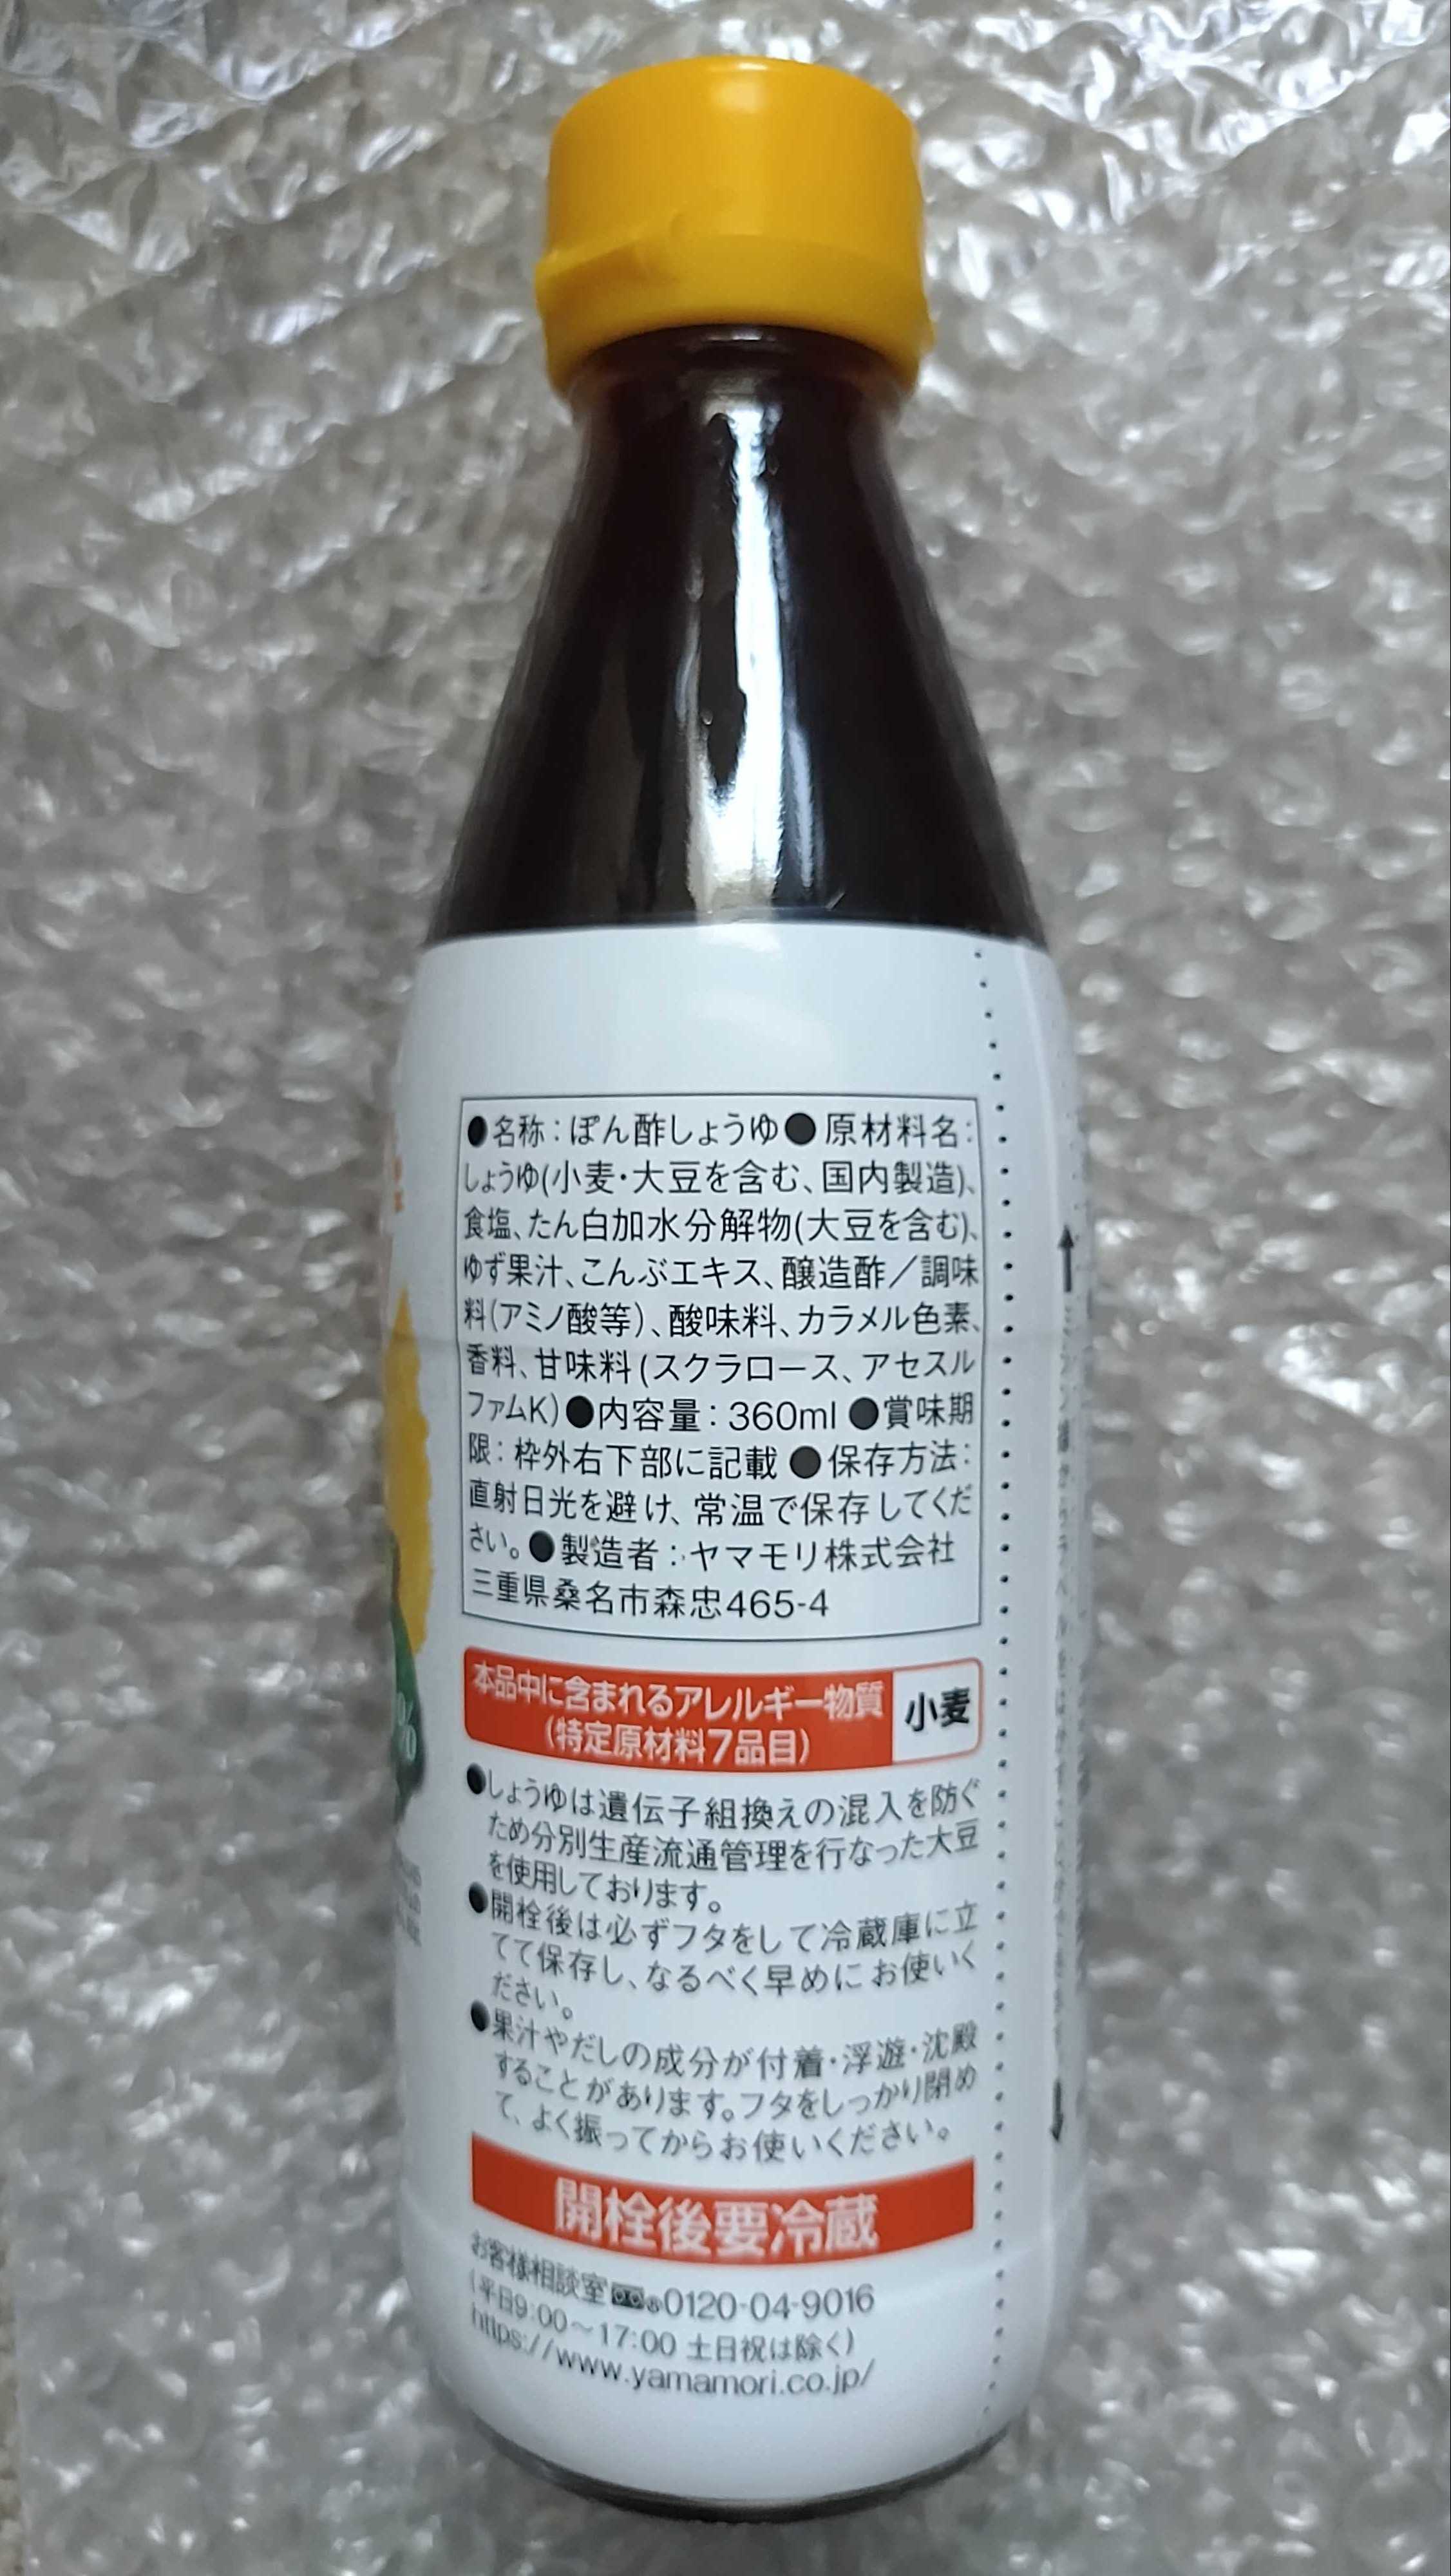 ●名称：ぽん酢しょうゆ●原材料名：
しょうゆ(小麦・大豆を含む、国内製造)、
食塩、たん白加水分解物(大豆を含む)、
ゆず果汁、こんぶエキス、醸造酢／調味
料(アミノ酸等)、酸味料、カラメル色素、
香料、甘味料(スクラロース、アセスル
ファムK)●内容量：360ml ●賞味期
限：枠外右下部に記載 ●保存方法：
直射日光を避け、常温で保存してくだ
さい。●製造者：ヤマモリ株式会社
三重県桑名市森忠465-4
本品中に含まれるアレルギー物質
(特定原材料7品目)
小麦
●しょうゆは遺伝子組換えの混入を防ぐ
ため分別生産流通管理を行なった大豆
を使用しております。
●開栓後は必ずフタをして冷蔵庫に立
てて保存し、なるべく早めにお使いく
ださい。
●果汁やだしの成分が付着・浮遊・沈殿
することがあります。フタをしっかり閉め
て、よく振ってからお使いください。
開栓後要冷蔵
お客様相談室 0120-04-9016
(平日9:00～17:00 土日祝は除く)
https://www.yamamori.co.jp/
%